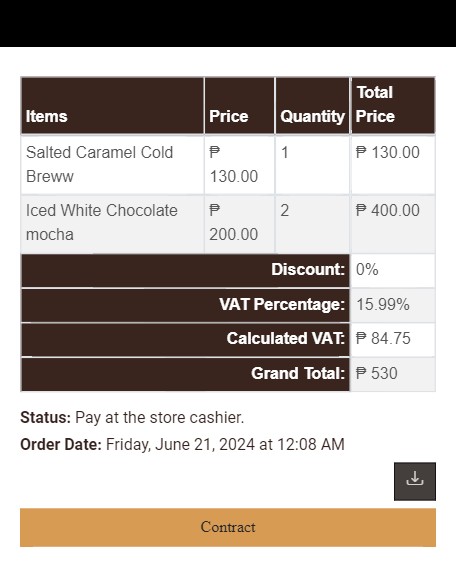 Total
Items Price Quantity Price
Salted Caramel Cold ₱ 1 ₱ 130.00
Breww 130.00
Iced White Chocolate ₱ 2 ₱ 400.00
mocha 200.00
Discount: 0%
VAT Percentage: 15.99%
Calculated VAT: ₱ 84.75
Grand Total: ₱ 530
Status: Pay at the store cashier.
Order Date: Friday, June 21, 2024 at 12:08 AM
Contract